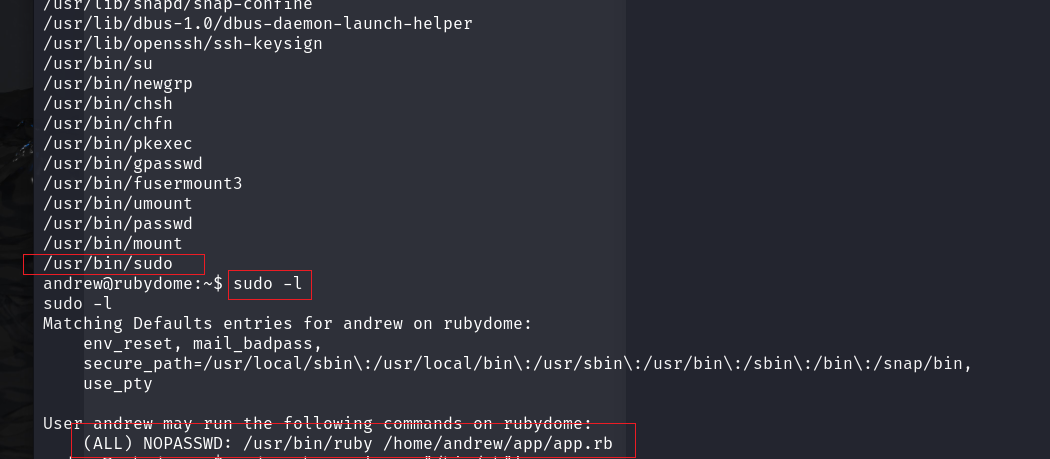 /usr/lib/snapd/snap-confine
/usr/lib/dbus-1.0/dbus-daemon-launch-helper
/usr/lib/openssh/ssh-keysign
/usr/bin/su
/usr/bin/newgrp
/usr/bin/chsh
/usr/bin/chfn
/usr/bin/pkexec
/usr/bin/gpasswd
/usr/bin/fusermount3
/usr/bin/umount
/usr/bin/passwd
/usr/bin/mount
/usr/bin/sudo
andrew@rubydome:~$ sudo -l
sudo -l
Matching Defaults entries for andrew on rubydome:
    env_reset, mail_badpass,
    secure_path=/usr/local/sbin\:/usr/local/bin\:/usr/sbin\:/usr/bin\:/sbin\:/bin\:/snap/bin,
    use_pty
User andrew may run the following commands on rubydome:
    (ALL) NOPASSWD: /usr/bin/ruby /home/andrew/app/app.rb